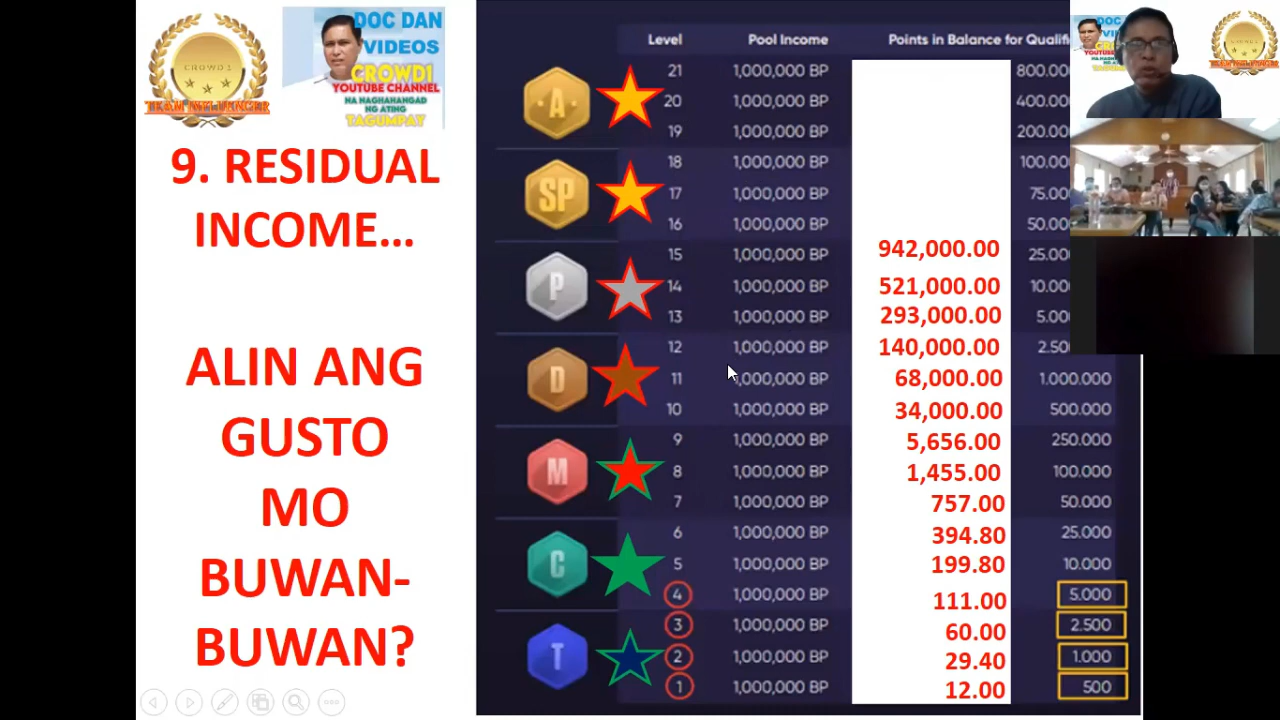 CROWD1
TEAM NTG LUNGER
DOC DAN
VIDEOS
CROWD1
YOUTUBE CHANNEL
NA NAGHAHANGAD
NG ATING
TAGUMPAY
9. RESIDUAL
INCOME...
ALIN ANG
GUSTO
MO
BUWAN-
BUWAN?
Level Pool Income Points in Balance for Qualifi
A
SP
P
D
M
C
T
21 1,000,000 BP 800.00
20 1,000,000 BP 400.00
19 1,000,000 BP 200.00
18 1,000,000 BP 100.00
17 1,000,000 BP 75.00
16 1,000,000 BP 50.00
15 1,000,000 BP 942,000.00 25.00
14 1,000,000 BP 521,000.00 10.00
13 1,000,000 BP 293,000.00 5.00
12 1,000,000 BP 140,000.00 2.50
11 1,000,000 BP 68,000.00 1.000.000
10 1,000,000 BP 34,000.00 500.000
9 1,000,000 BP 5,656.00 250.000
8 1,000,000 BP 1,455.00 100.000
7 1,000,000 BP 757.00 50.000
6 1,000,000 BP 394.80 25.000
5 1,000,000 BP 199.80 10.000
4 1,000,000 BP 111.00 5.000
3 1,000,000 BP 60.00 2.500
2 1,000,000 BP 29.40 1.000
1 1,000,000 BP 12.00 500
DOC DAN